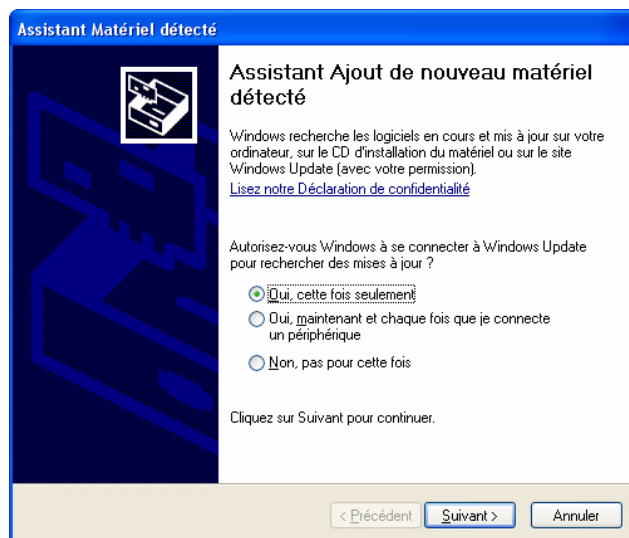 Assistant Matériel détecté
Assistant Ajout de nouveau matériel
détecté
Windows recherche les logiciels en cours et mis à jour sur votre
ordinateur, sur le CD d'installation du matériel ou sur le site
Windows Update (avec votre permission).
Lisez notre Déclaration de confidentialité
Autorisez-vous Windows à se connecter à Windows Update
pour rechercher des mises à jour ?
Oui, cette fois seulement
Oui, maintenant et chaque fois que je connecte
un périphérique
Non, pas pour cette fois
Cliquez sur Suivant pour continuer.
< Précédent Suivant > Annuler